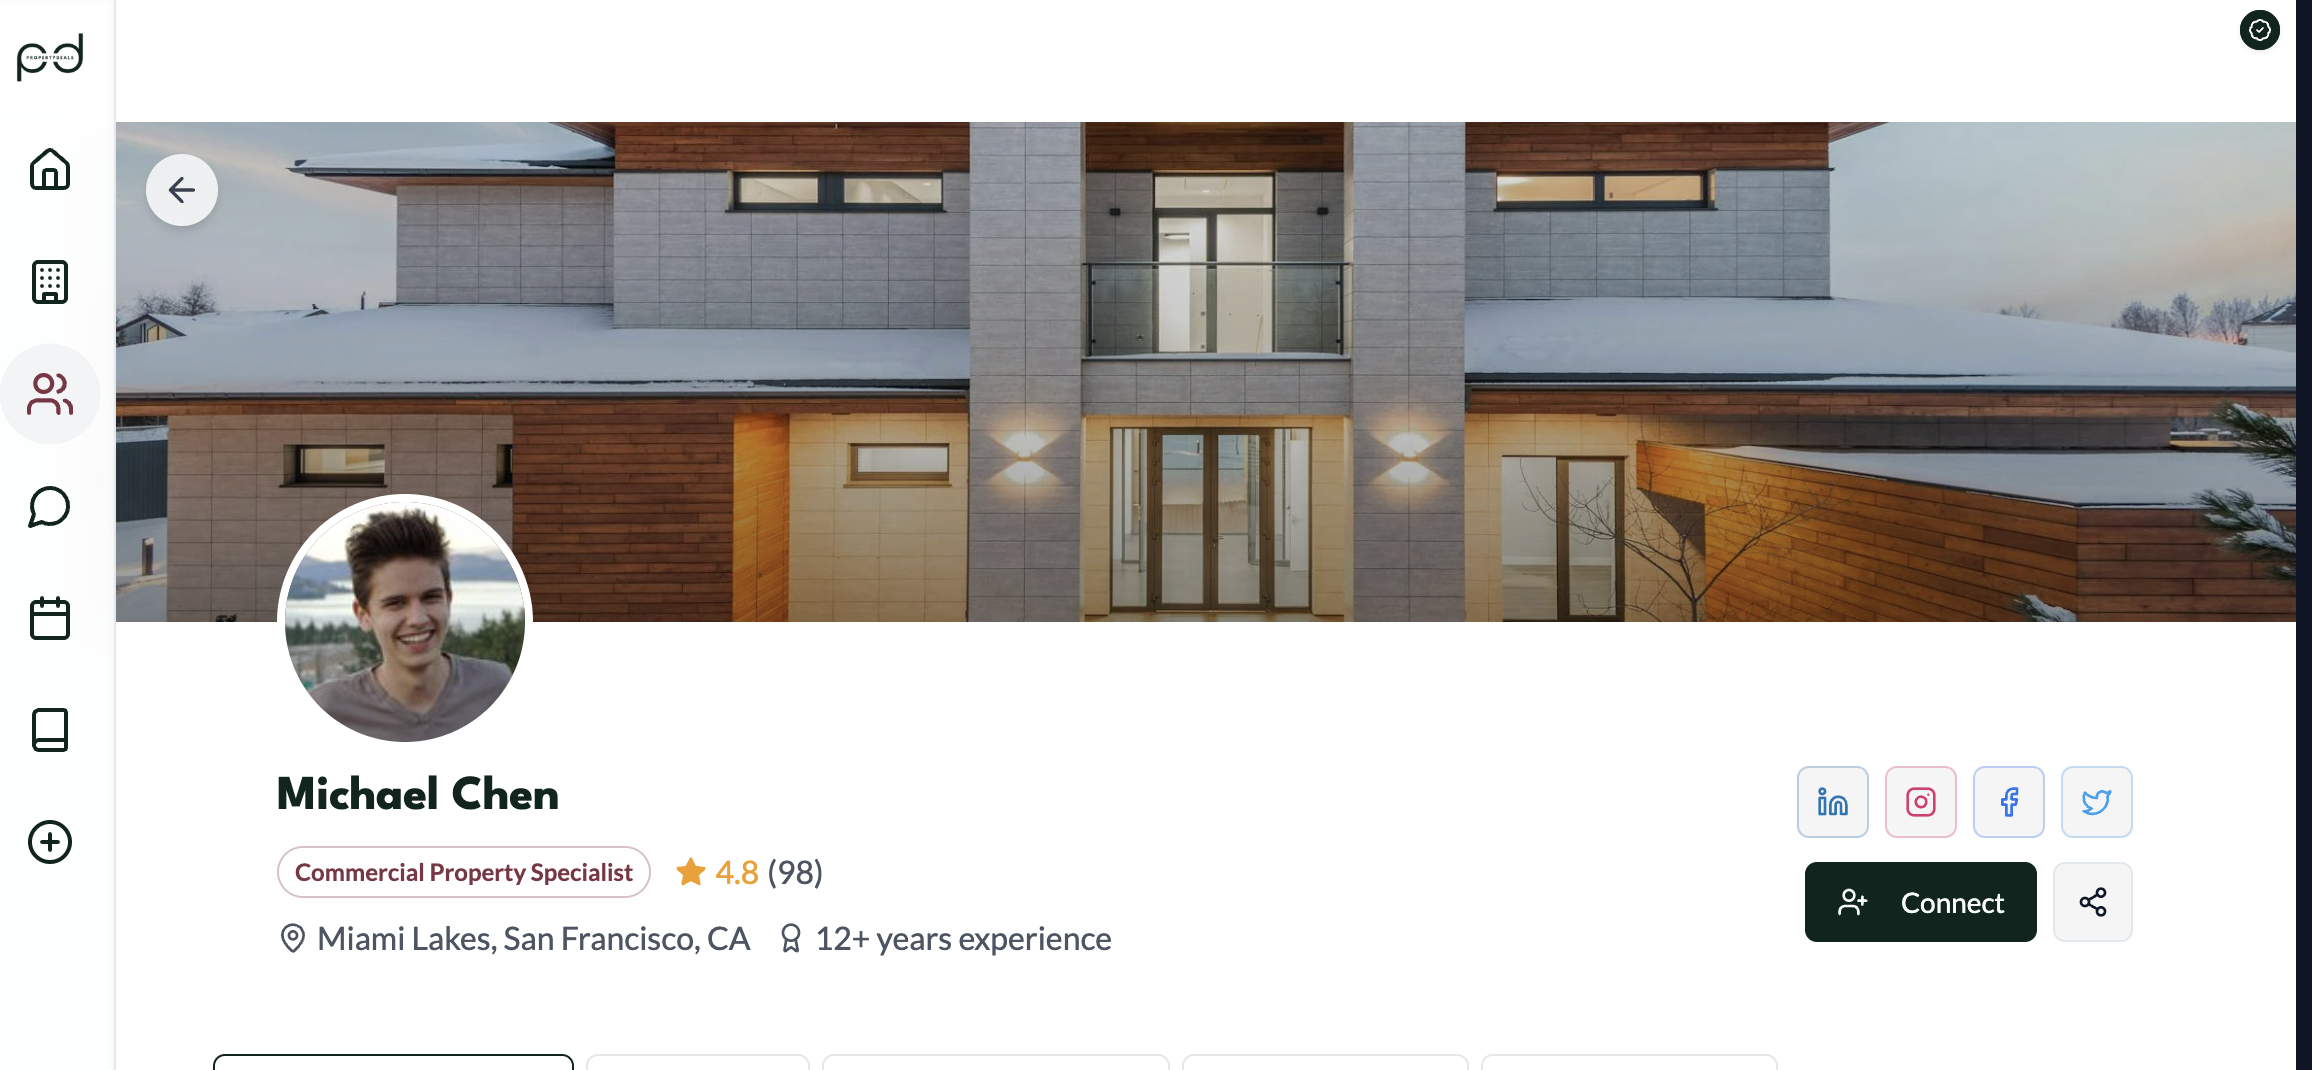 pd
PROPERTYDEALS
Michael Chen
Commercial Property Specialist 4.8 (98)
Miami Lakes, San Francisco, CA 12+ years experience
Connect